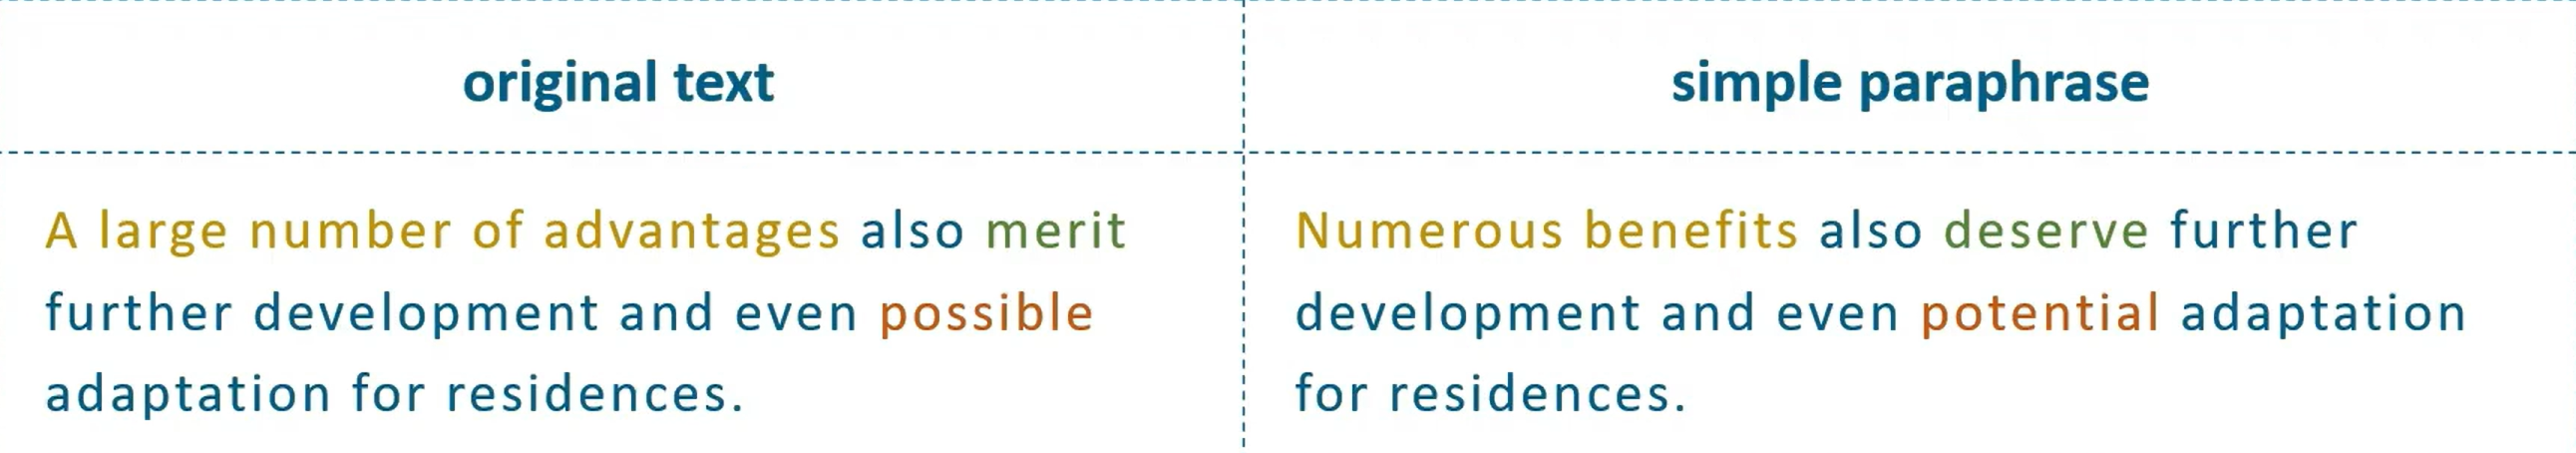 original text
simple paraphrase
A large number of advantages also merit
further development and even possible
adaptation for residences.
Numerous benefits also deserve further
development and even potential adaptation
for residences.